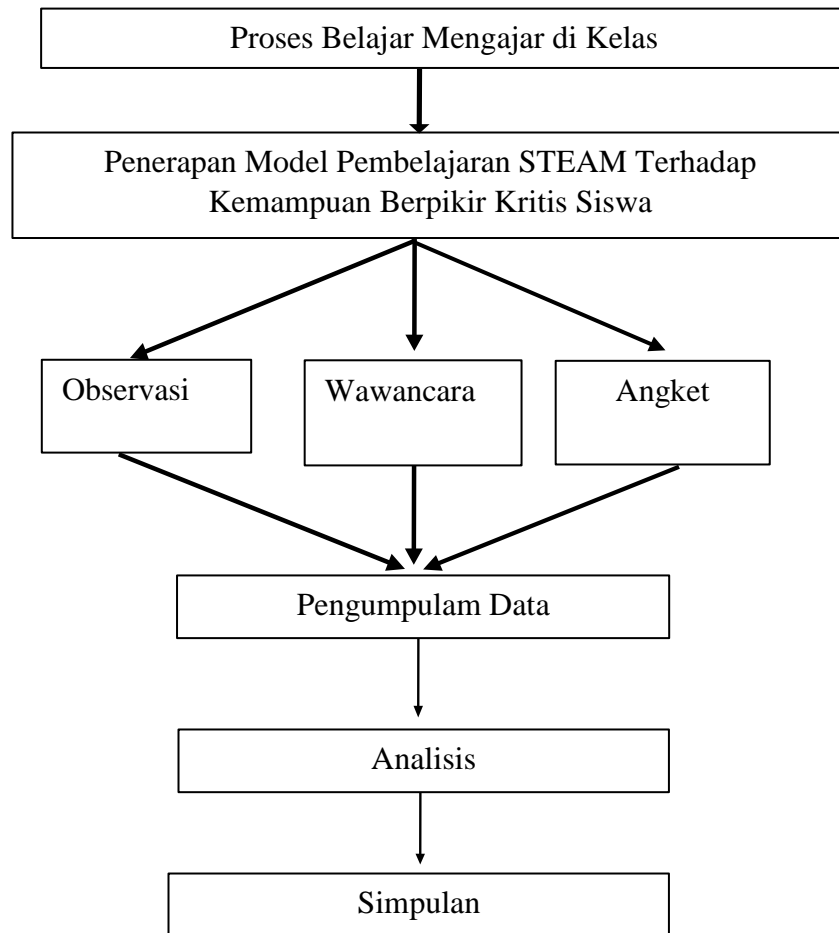 Proses Belajar Mengajar di Kelas
Penerapan Model Pembelajaran STEAM Terhadap
Kemampuan Berpikir Kritis Siswa
Observasi
Wawancara
Angket
Pengumpulam Data
Analisis
Simpulan